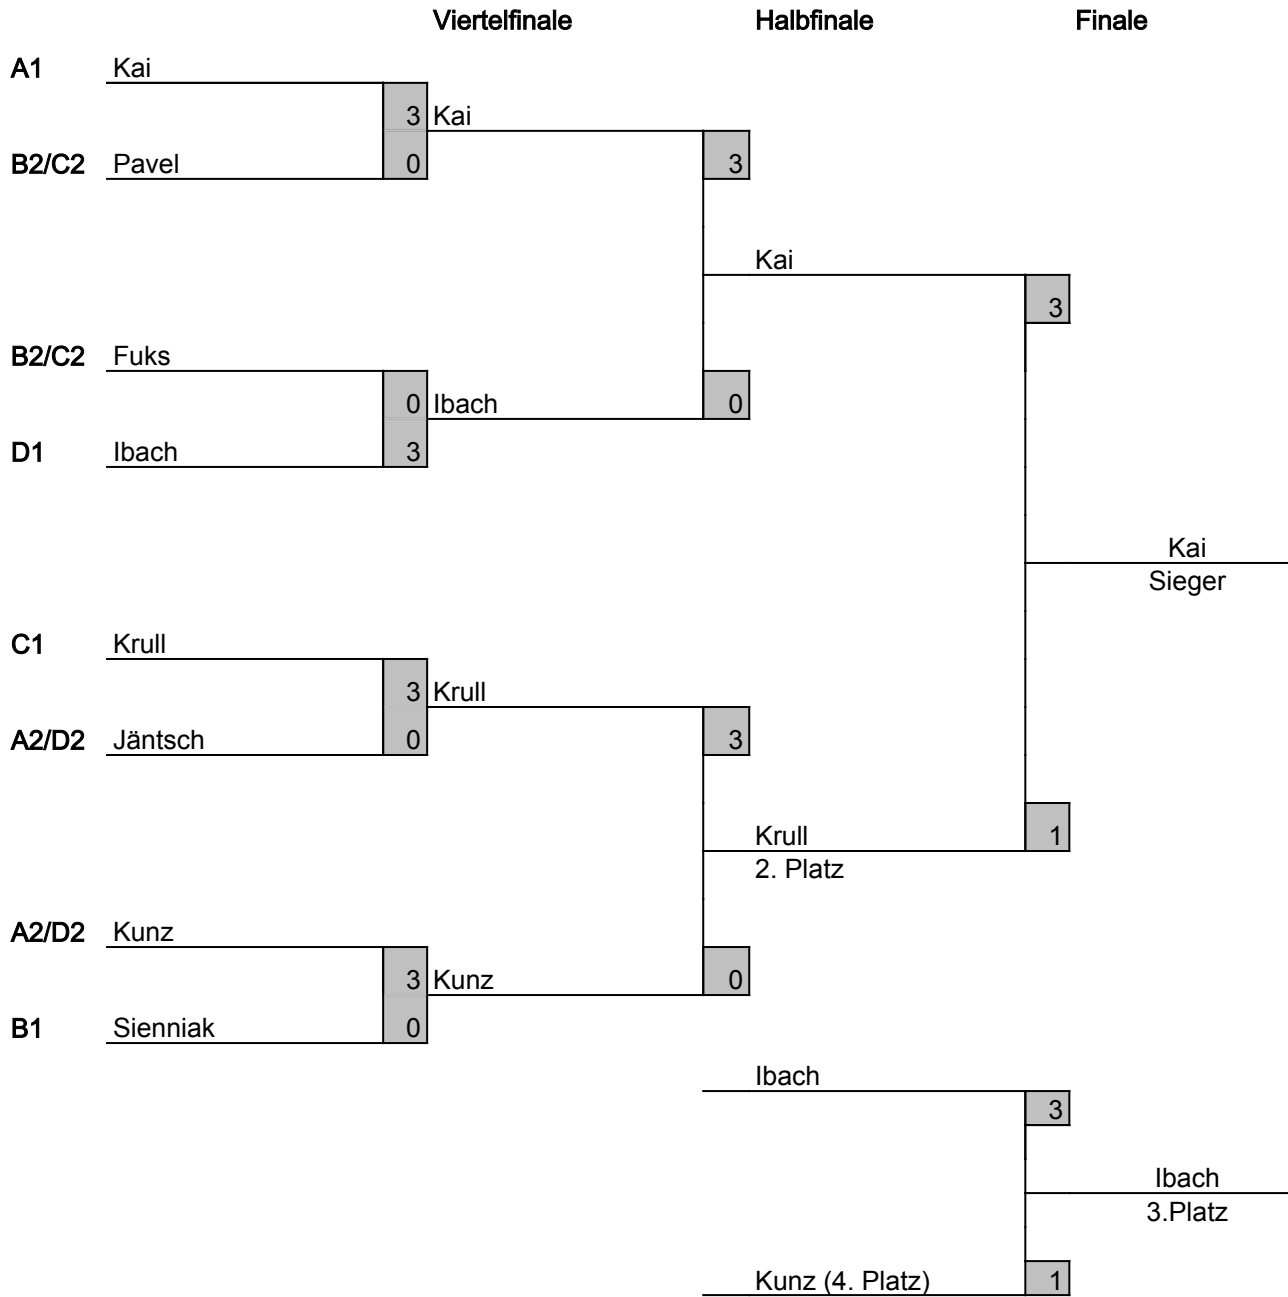 Viertelfinale Halbfinale Finale
A1 Kai
3 Kai
B2/C2 Pavel 0 3
Kai
3
B2/C2 Fuks
0 Ibach 0
D1 Ibach 3
Kai
Sieger
C1 Krull
3 Krull
A2/D2 Jäntsch 0 3
Krull 1
2. Platz
A2/D2 Kunz
3 Kunz 0
B1 Sienniak 0
Ibach
3
Ibach
3.Platz
Kunz (4. Platz) 1